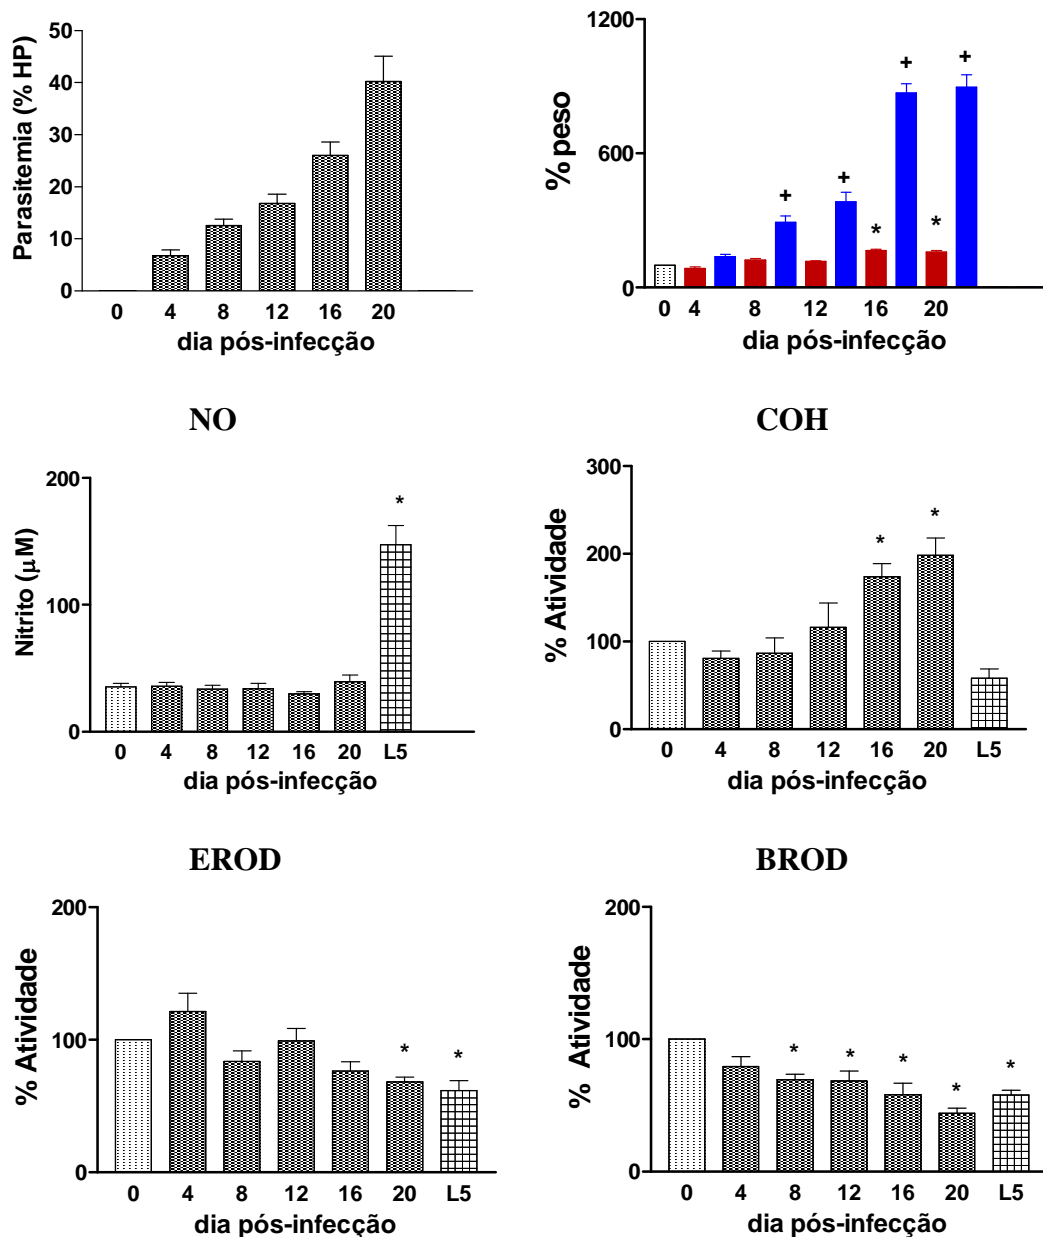 Parasitemia (% HP)
50
40
30
20
10
0
0 4 8 12 16 20
dia pós-infecção
% peso
1200
600
0
+ + + +
* *
0 4 8 12 16 20
dia pós-infecção
NO
Nitrito (µM)
200
100
0
*
0 4 8 12 16 20 L5
dia pós-infecção
COH
% Atividade
300
200
100
0
* *
0 4 8 12 16 20 L5
dia pós-infecção
EROD
% Atividade
200
100
0
* *
0 4 8 12 16 20 L5
dia pós-infecção
BROD
% Atividade
200
100
0
* * * * *
0 4 8 12 16 20 L5
dia pós-infecção